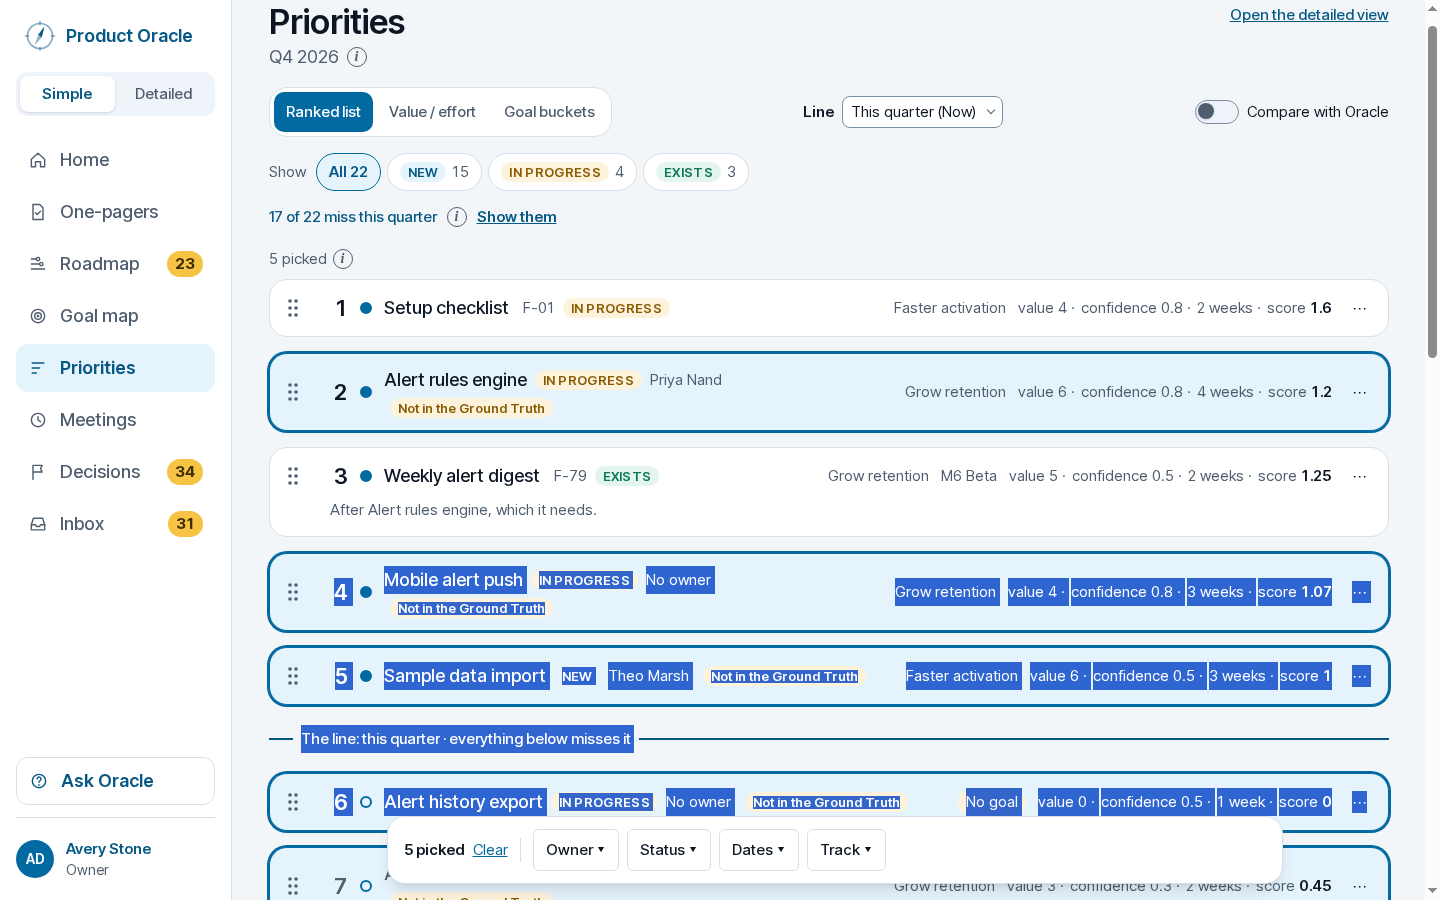 Product Oracle
Simple Detailed
Home
One-pagers
Roadmap 23
Goal map
Priorities
Meetings
Decisions 34
Inbox 31
Ask Oracle
AD Avery Stone
Owner
Priorities
Open the detailed view
Q4 2026 i
Ranked list Value / effort Goal buckets
Line This quarter (Now)
Compare with Oracle
Show All 22 NEW 15 IN PROGRESS 4 EXISTS 3
17 of 22 miss this quarter i Show them
5 picked i
1 Setup checklist F-01 IN PROGRESS Faster activation value 4 · confidence 0.8 · 2 weeks · score 1.6 ...
2 Alert rules engine IN PROGRESS Priya Nand Grow retention value 6 · confidence 0.8 · 4 weeks · score 1.2 ...
Not in the Ground Truth
3 Weekly alert digest F-79 EXISTS Grow retention M6 Beta value 5 · confidence 0.5 · 2 weeks · score 1.25 ...
After Alert rules engine, which it needs.
4 Mobile alert push IN PROGRESS No owner Grow retention value 4 · confidence 0.8 · 3 weeks · score 1.07 ...
Not in the Ground Truth
5 Sample data import NEW Theo Marsh Not in the Ground Truth Faster activation value 6 · confidence 0.5 · 3 weeks · score 1 ...
The line: this quarter · everything below misses it
6 Alert history export IN PROGRESS No owner Not in the Ground Truth No goal value 0 · confidence 0.5 · 1 week · score 0 ...
5 picked Clear Owner ▾ Status ▾ Dates ▾ Track ▾
7 Grow retention value 3 · confidence 0.3 · 2 weeks · score 0.45 ...